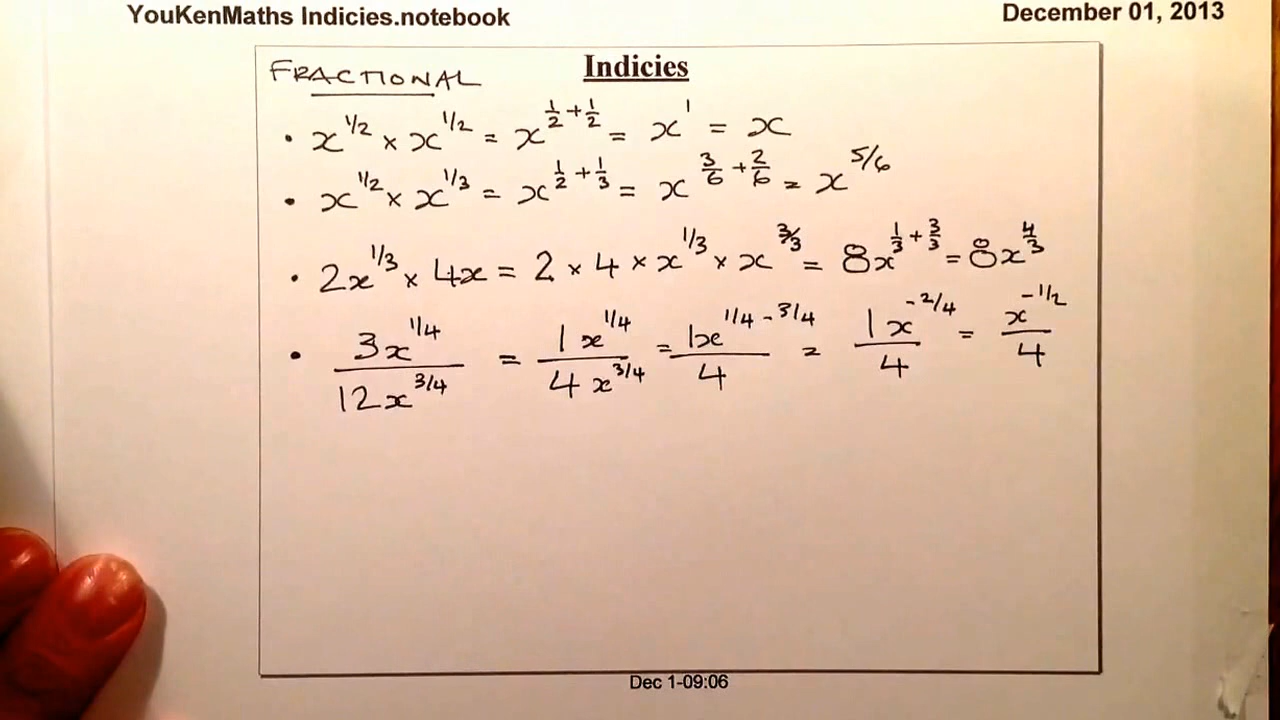 YouKenMaths Indicies.notebook December 01, 2013
FRACTIONAL Indicies
• x^1/2 × x^1/2 = x^(1/2 + 1/2) = x^1 = x
• x^1/2 × x^1/3 = x^(1/2 + 1/3) = x^(3/6 + 2/6) = x^5/6
• 2x^1/3 × 4x = 2 × 4 × x^1/3 × x^3/3 = 8x^(1/3 + 3/3) = 8x^4/3
• 3x^1/4 / 12x^3/4 = 1x^1/4 / 4x^3/4 = 1x^(1/4 - 3/4) / 4 = 1x^-2/4 / 4 = x^-1/2 / 4
Dec 1-09:06